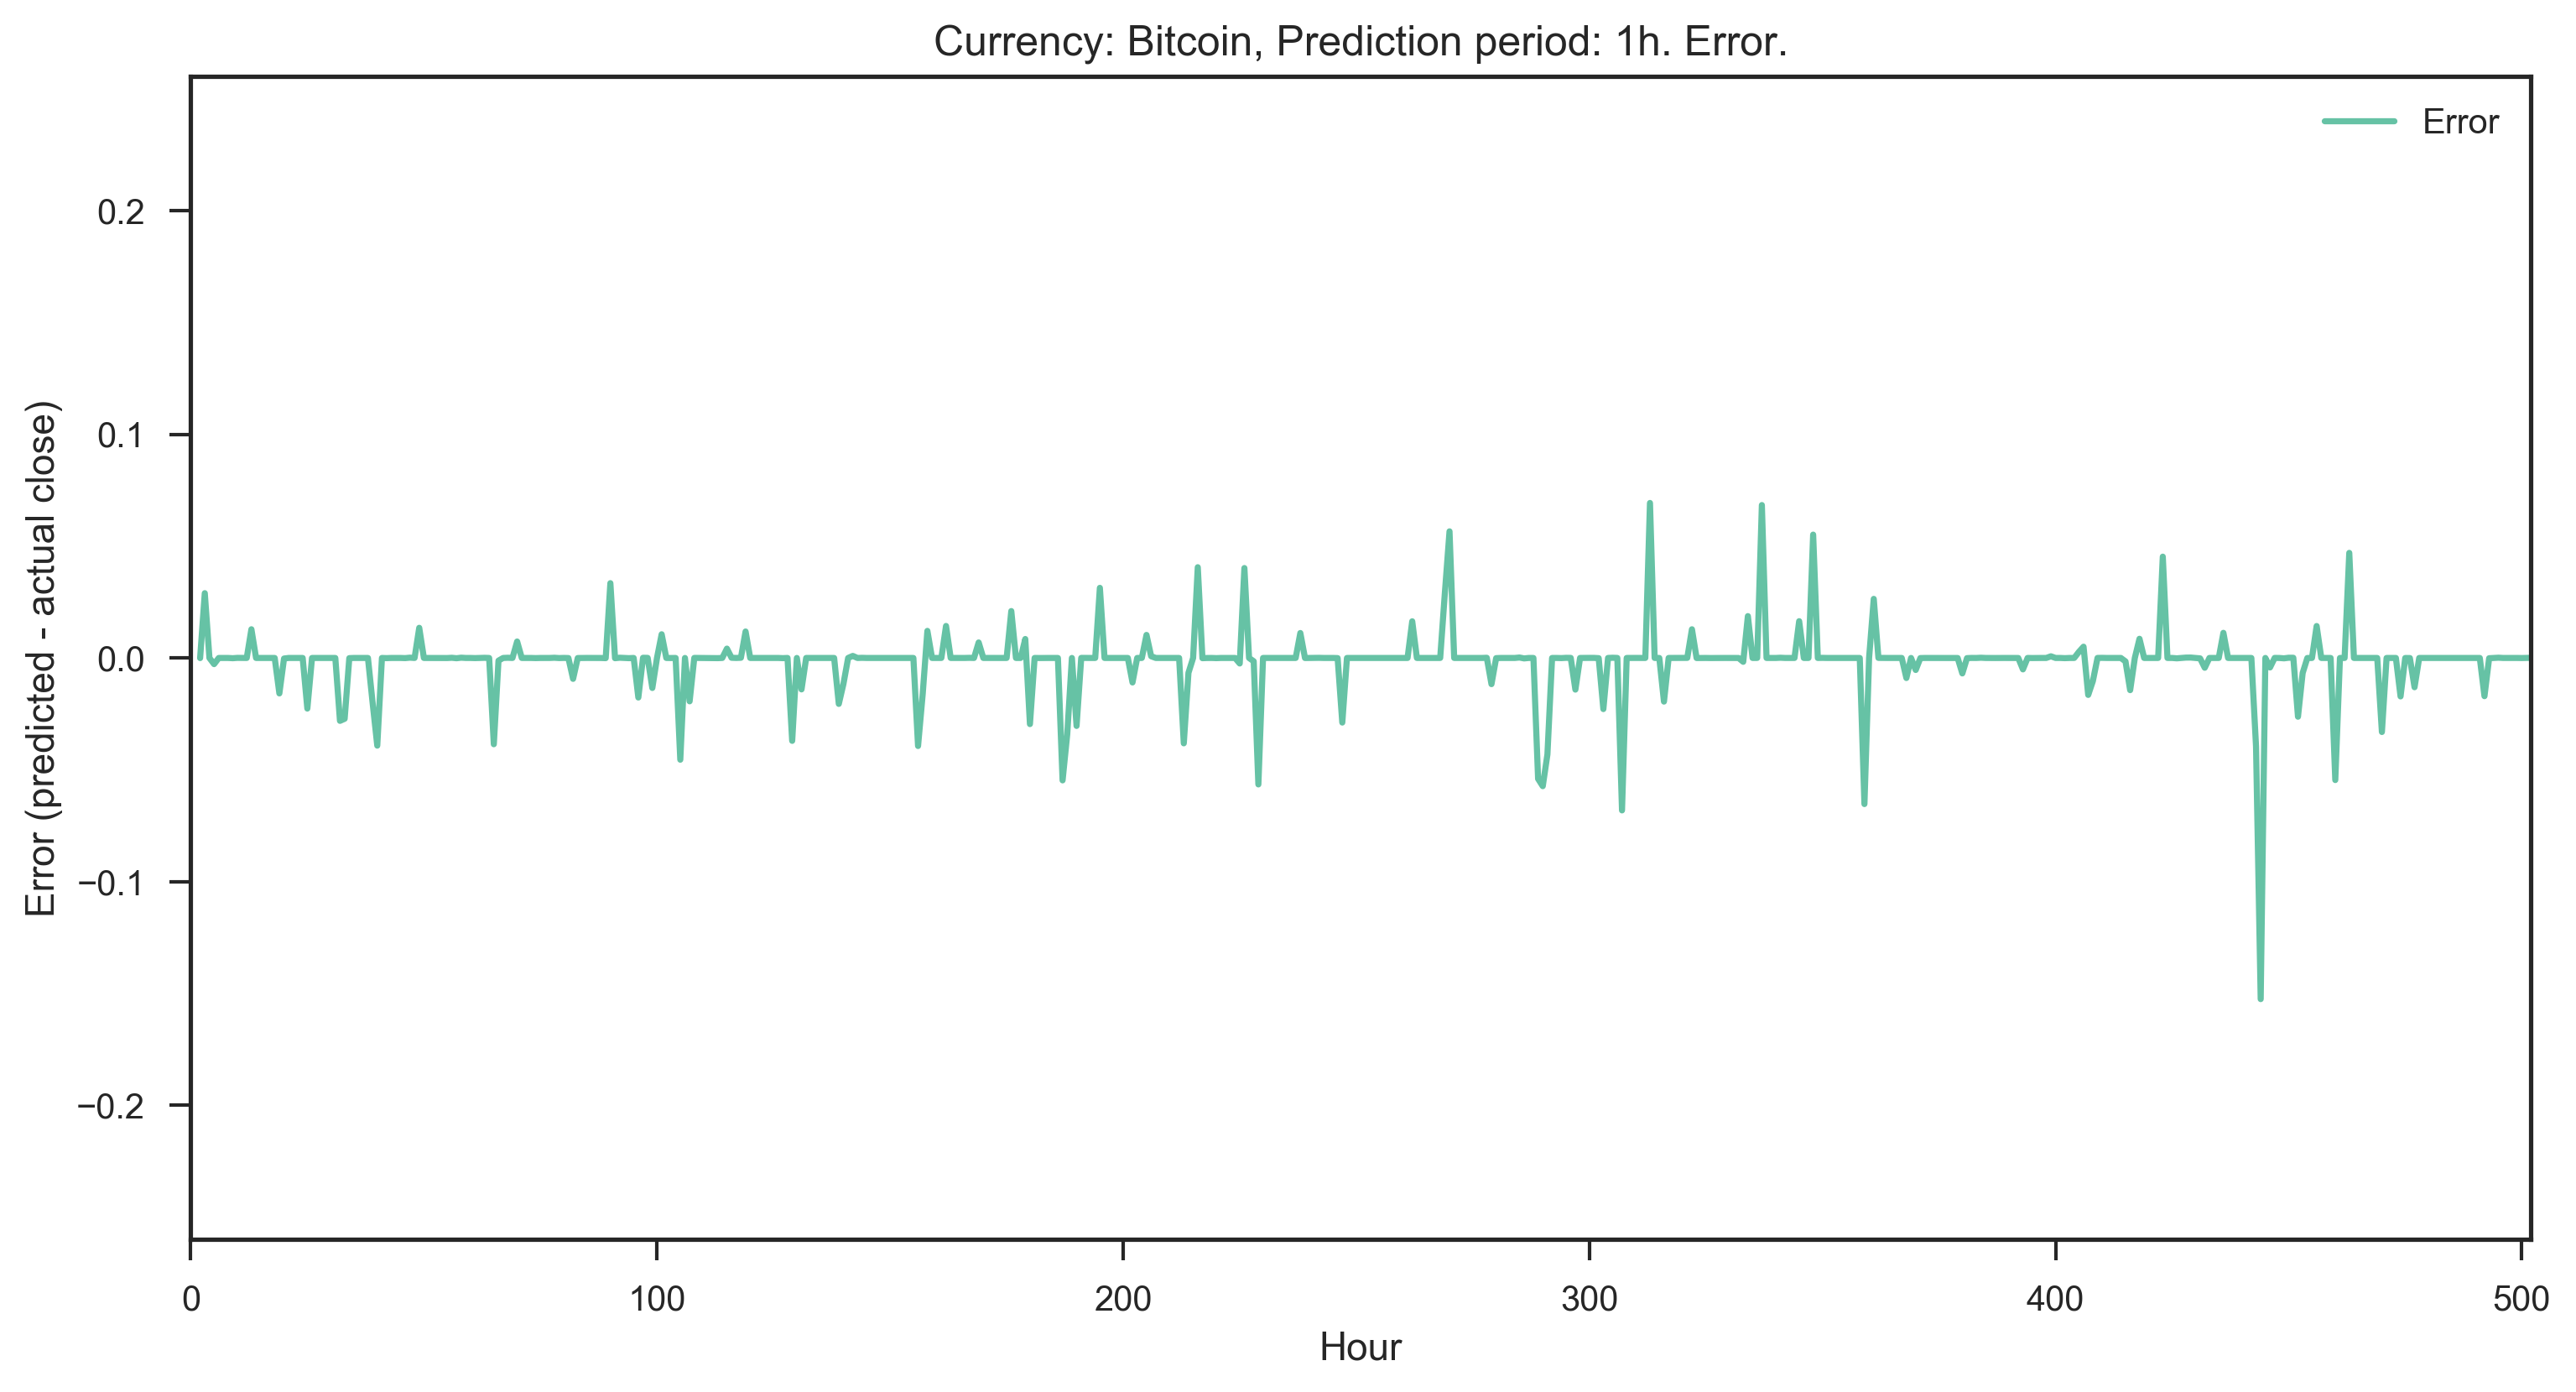 Currency: Bitcoin, Prediction period: 1h. Error.
Error
0.2
0.1
0.0
−0.1
−0.2
Error (predicted - actual close)
0 100 200 300 400 500
Hour